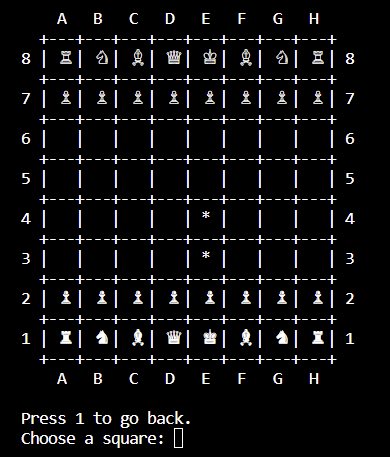 A   B   C   D   E   F   G   H
  +---+---+---+---+---+---+---+---+
8 | ♖ | ♘ | ♗ | ♕ | ♔ | ♗ | ♘ | ♖ | 8
  +---+---+---+---+---+---+---+---+
7 | ♙ | ♙ | ♙ | ♙ | ♙ | ♙ | ♙ | ♙ | 7
  +---+---+---+---+---+---+---+---+
6 |   |   |   |   |   |   |   |   | 6
  +---+---+---+---+---+---+---+---+
5 |   |   |   |   |   |   |   |   | 5
  +---+---+---+---+---+---+---+---+
4 |   |   |   |   | * |   |   |   | 4
  +---+---+---+---+---+---+---+---+
3 |   |   |   |   | * |   |   |   | 3
  +---+---+---+---+---+---+---+---+
2 | ♟ | ♟ | ♟ | ♟ | ♟ | ♟ | ♟ | ♟ | 2
  +---+---+---+---+---+---+---+---+
1 | ♜ | ♞ | ♝ | ♛ | ♚ | ♝ | ♞ | ♜ | 1
  +---+---+---+---+---+---+---+---+
    A   B   C   D   E   F   G   H
Press 1 to go back.
Choose a square: